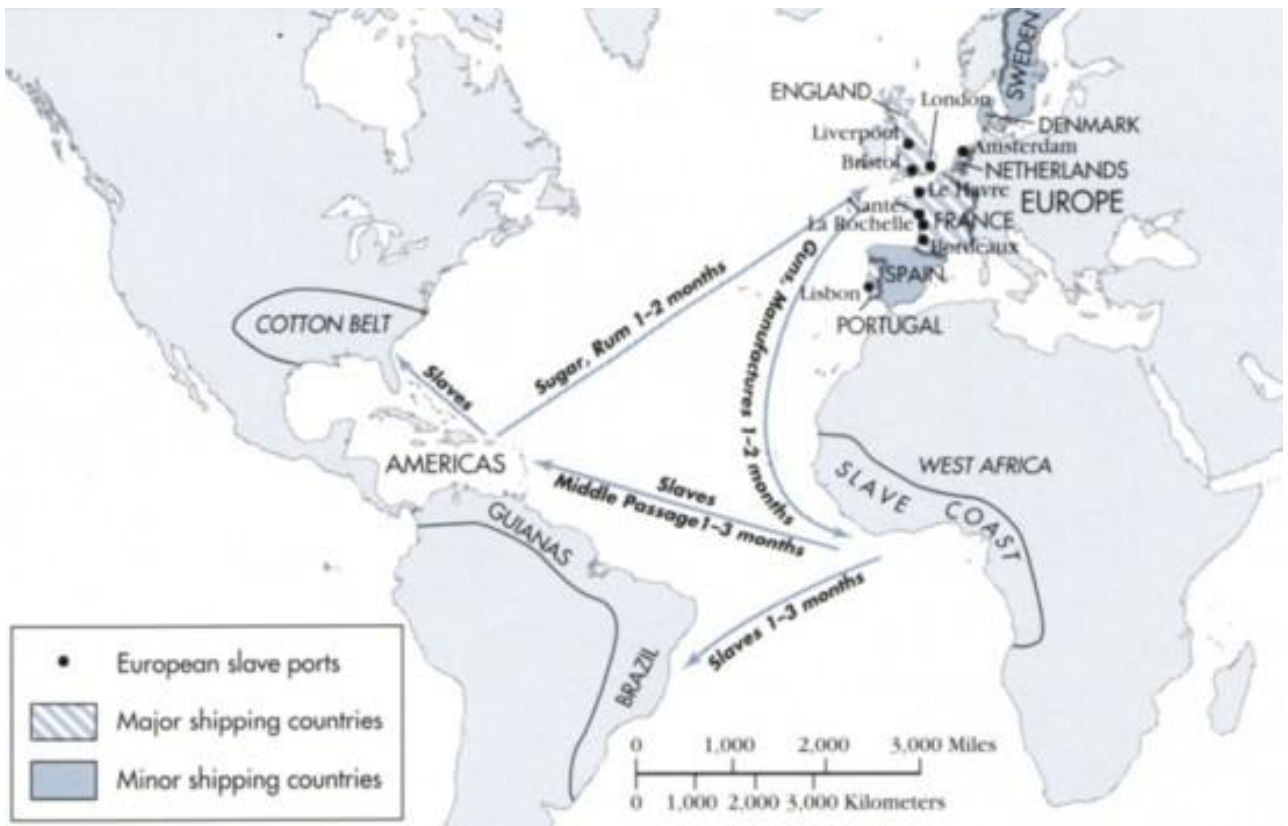 SWEDEN
ENGLAND
London
DENMARK
Liverpool
Amsterdam
Bristol
NETHERLANDS
Le Havre
EUROPE
Nantes
La Rochelle
FRANCE
Bordeaux
SPAIN
Lisbon
PORTUGAL
Guns, Manufactures 1–2 months
Sugar, Rum 1–2 months
COTTON BELT
Slaves
AMERICAS
WEST AFRICA
SLAVE COAST
Slaves
Middle Passage 1–3 months
GUIANAS
Slaves 1–3 months
BRAZIL
European slave ports
Major shipping countries
Minor shipping countries
0 1,000 2,000 3,000 Miles
0 1,000 2,000 3,000 Kilometers